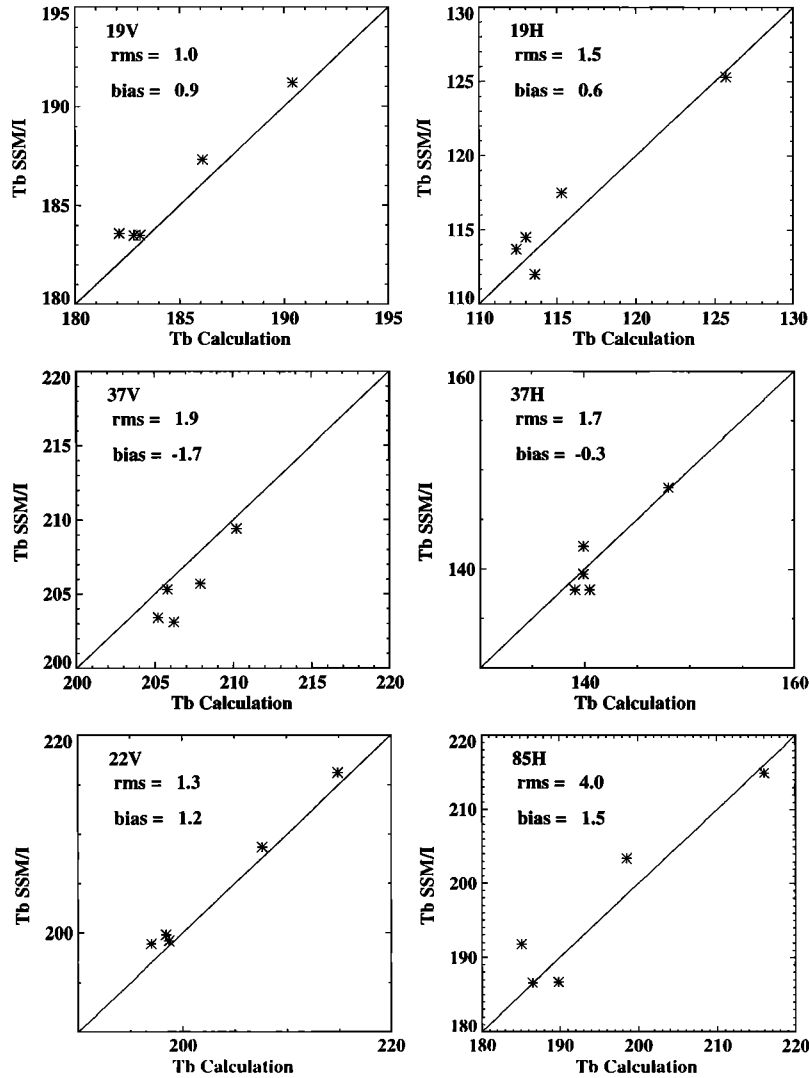 19V
rms = 1.0
bias = 0.9
195
190
185
180
Tb SSM/I
180 185 190 195
Tb Calculation
19H
rms = 1.5
bias = 0.6
130
125
120
115
110
Tb SSM/I
110 115 120 125 130
Tb Calculation
37V
rms = 1.9
bias = -1.7
220
215
210
205
200
Tb SSM/I
200 205 210 215 220
Tb Calculation
37H
rms = 1.7
bias = -0.3
160
140
Tb SSM/I
140 160
Tb Calculation
22V
rms = 1.3
bias = 1.2
220
200
Tb SSM/I
200 220
Tb Calculation
85H
rms = 4.0
bias = 1.5
220
210
200
190
180
Tb SSM/I
180 190 200 210 220
Tb Calculation